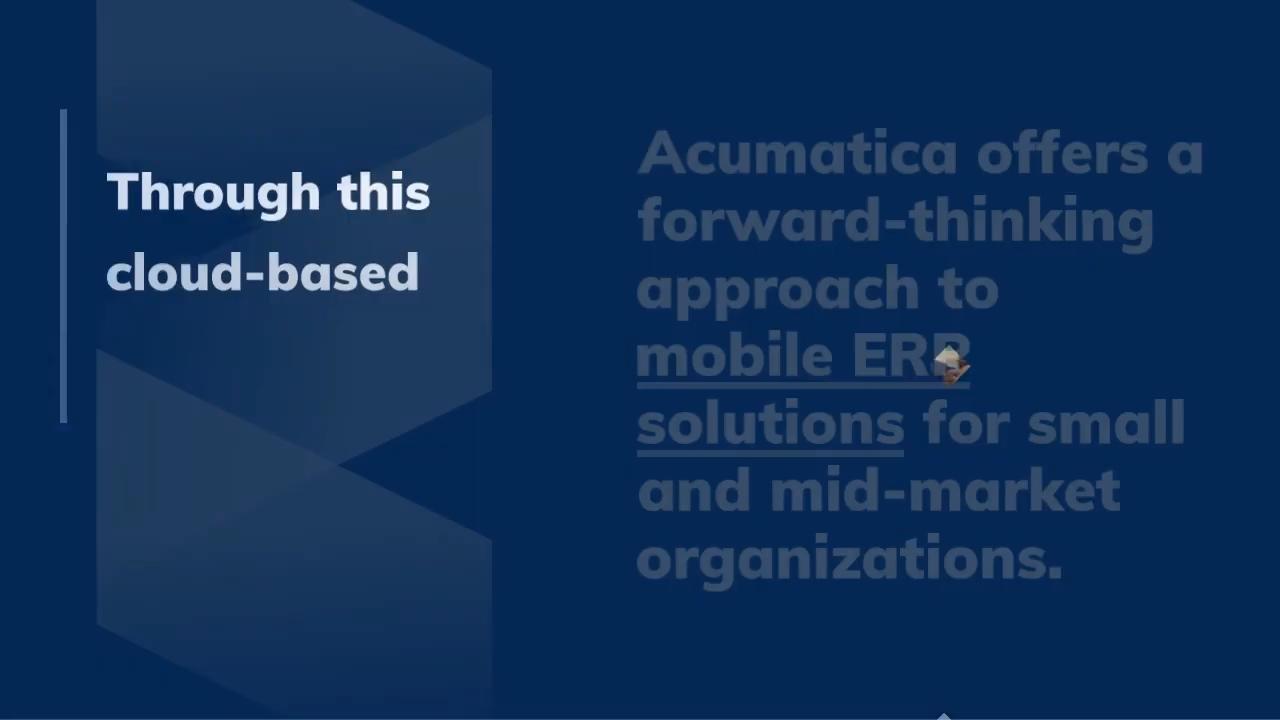 Through this
cloud-based
Acumatica offers a
forward-thinking
approach to
mobile ERP
solutions for small
and mid-market
organizations.